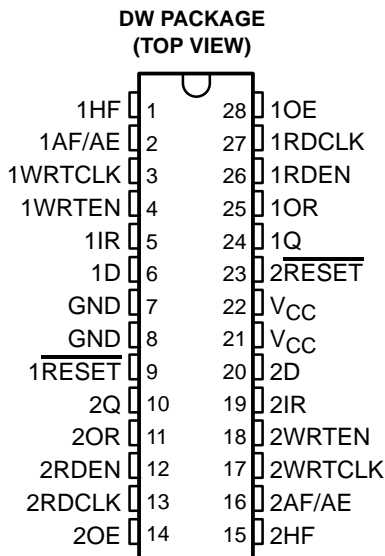 DW PACKAGE
(TOP VIEW)
1HF 1 28 1OE
1AF/AE 2 27 1RDCLK
1WRTCLK 3 26 1RDEN
1WRTEN 4 25 1OR
1IR 5 24 1Q
1D 6 23 2RESET
GND 7 22 VCC
GND 8 21 VCC
1RESET 9 20 2D
2Q 10 19 2IR
2OR 11 18 2WRTEN
2RDEN 12 17 2WRTCLK
2RDCLK 13 16 2AF/AE
2OE 14 15 2HF